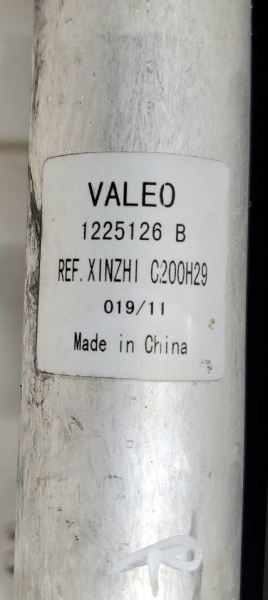 VALEO
1225126 B
REF. XINZHI C200H29
019/11
Made in China